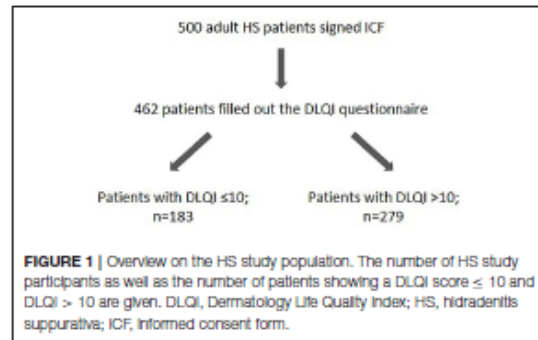 500 adult HS patients signed ICF
462 patients filled out the DLQI questionnaire
Patients with DLQI ≤10;
n=183
Patients with DLQI >10;
n=279
FIGURE 1 | Overview on the HS study population. The number of HS study
participants as well as the number of patients showing a DLQI score ≤ 10 and
DLQI > 10 are given. DLQI, Dermatology Life Quality Index; HS, hidradenitis
suppurativa; ICF, informed consent form.